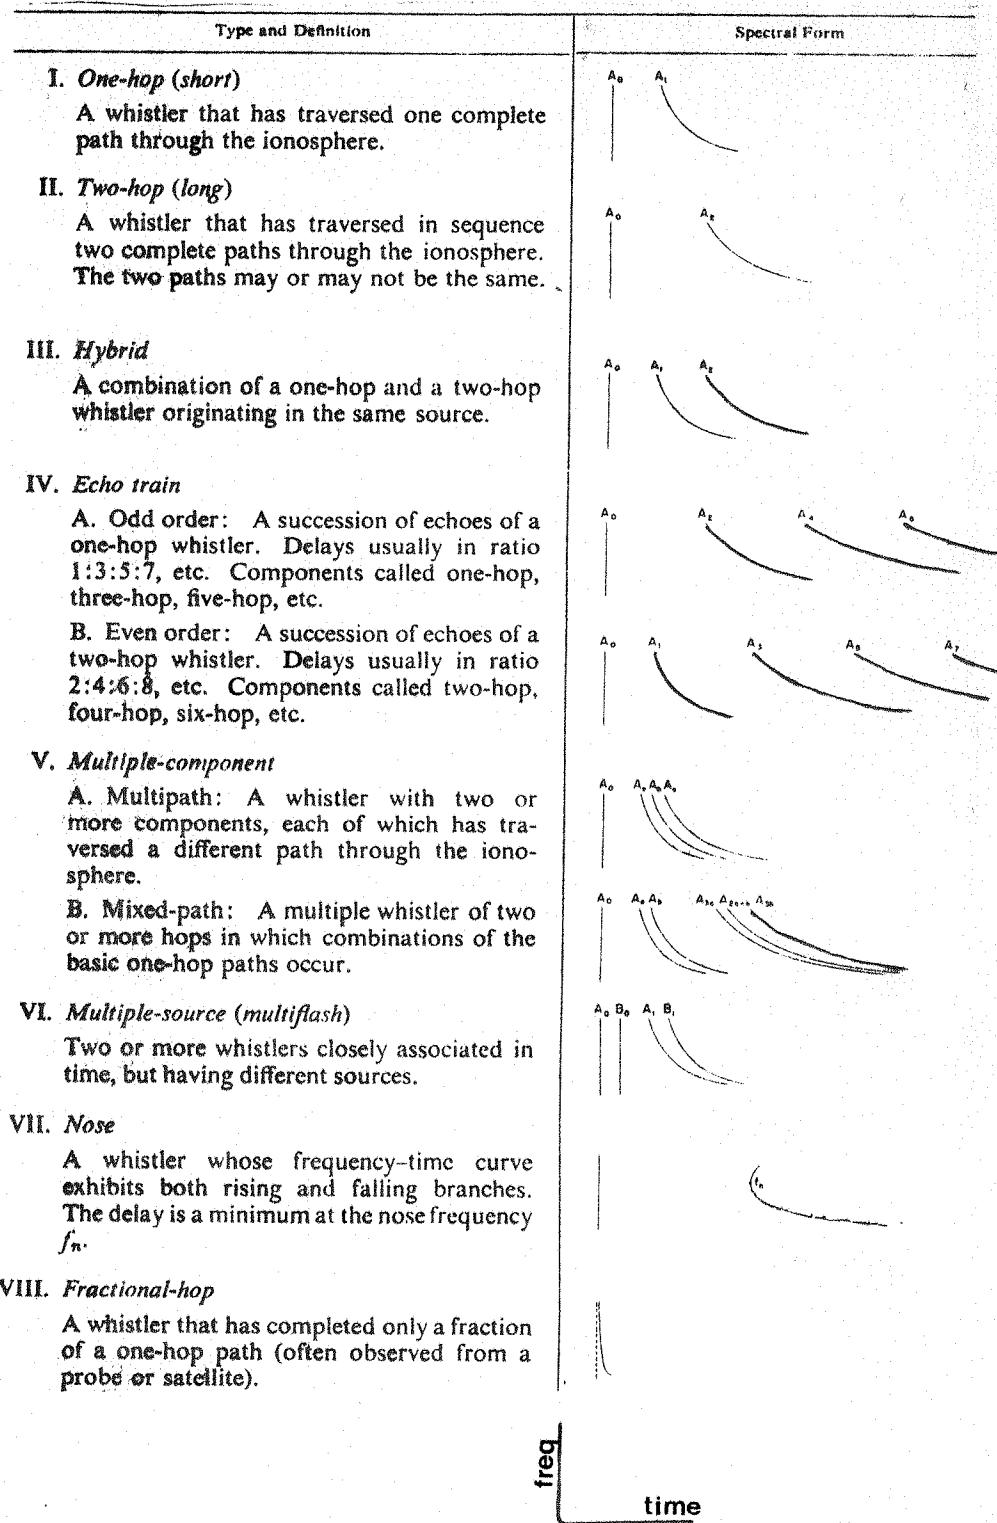 Type and Definition
Spectral Form
I. One-hop (short)
A whistler that has traversed one complete
path through the ionosphere.
A₀ A₁
II. Two-hop (long)
A whistler that has traversed in sequence
two complete paths through the ionosphere.
The two paths may or may not be the same.
A₀ A₂
III. Hybrid
A combination of a one-hop and a two-hop
whistler originating in the same source.
A₀ A₁ A₂
IV. Echo train
A. Odd order: A succession of echoes of a
one-hop whistler. Delays usually in ratio
1:3:5:7, etc. Components called one-hop,
three-hop, five-hop, etc.
A₀ A₂ A₄ A₆
B. Even order: A succession of echoes of a
two-hop whistler. Delays usually in ratio
2:4:6:8, etc. Components called two-hop,
four-hop, six-hop, etc.
A₀ A₁ A₃ A₅ A₇
V. Multiple-component
A. Multipath: A whistler with two or
more components, each of which has tra-
versed a different path through the iono-
sphere.
A₀
B. Mixed-path: A multiple whistler of two
or more hops in which combinations of the
basic one-hop paths occur.
A₀ Aₐ A_b
VI. Multiple-source (multiflash)
Two or more whistlers closely associated in
time, but having different sources.
A₀ B₀ A₁ B₁
VII. Nose
A whistler whose frequency–time curve
exhibits both rising and falling branches.
The delay is a minimum at the nose frequency
fₙ.
fₙ
VIII. Fractional-hop
A whistler that has completed only a fraction
of a one-hop path (often observed from a
probe or satellite).
freq
time